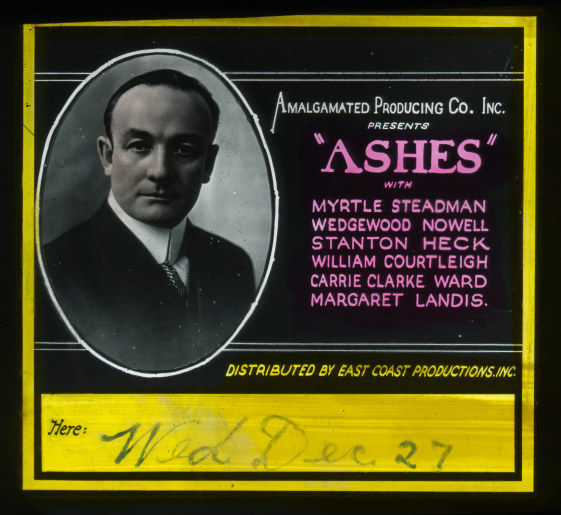 AMALGAMATED PRODUCING CO. INC.
PRESENTS
"ASHES"
WITH
MYRTLE STEADMAN
WEDGEWOOD NOWELL
STANTON HECK
WILLIAM COURTLEIGH
CARRIE CLARKE WARD
MARGARET LANDIS.
DISTRIBUTED BY EAST COAST PRODUCTIONS.INC.
Here: Wed Dec. 27